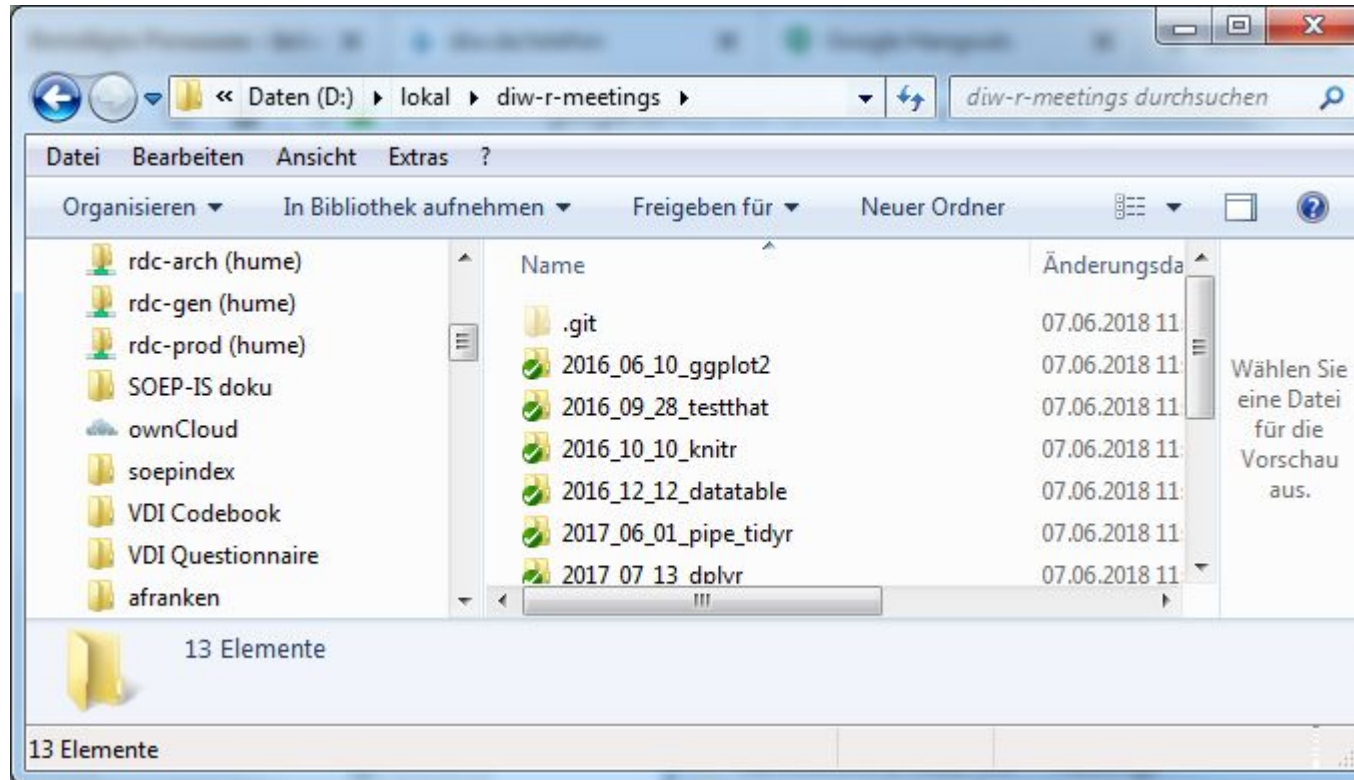 « Daten (D:) ▸ lokal ▸ diw-r-meetings ▸
diw-r-meetings durchsuchen
Datei Bearbeiten Ansicht Extras ?
Organisieren In Bibliothek aufnehmen Freigeben für Neuer Ordner
rdc-arch (hume)
rdc-gen (hume)
rdc-prod (hume)
SOEP-IS doku
ownCloud
soepindex
VDI Codebook
VDI Questionnaire
afranken
Name Änderungsda
.git 07.06.2018 11:
2016_06_10_ggplot2 07.06.2018 11:
2016_09_28_testthat 07.06.2018 11:
2016_10_10_knitr 07.06.2018 11:
2016_12_12_datatable 07.06.2018 11:
2017_06_01_pipe_tidyr 07.06.2018 11:
2017_07_13_dplyr 07.06.2018 11:
Wählen Sie
eine Datei
für die
Vorschau
aus.
13 Elemente
13 Elemente